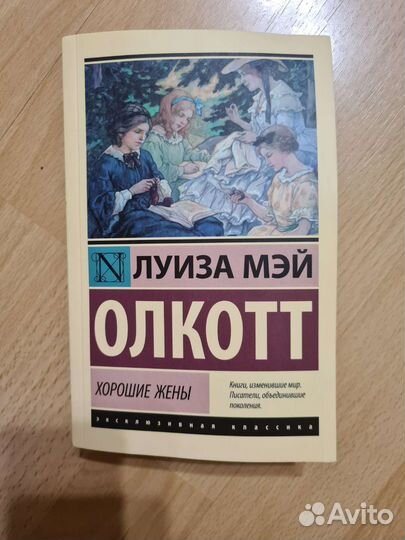 N
ЛУИЗА МЭЙ
ОЛКОТТ
ХОРОШИЕ ЖЕНЫ
Книги, изменившие мир.
Писатели, объединившие
поколения.
эксклюзивная классика
Avito